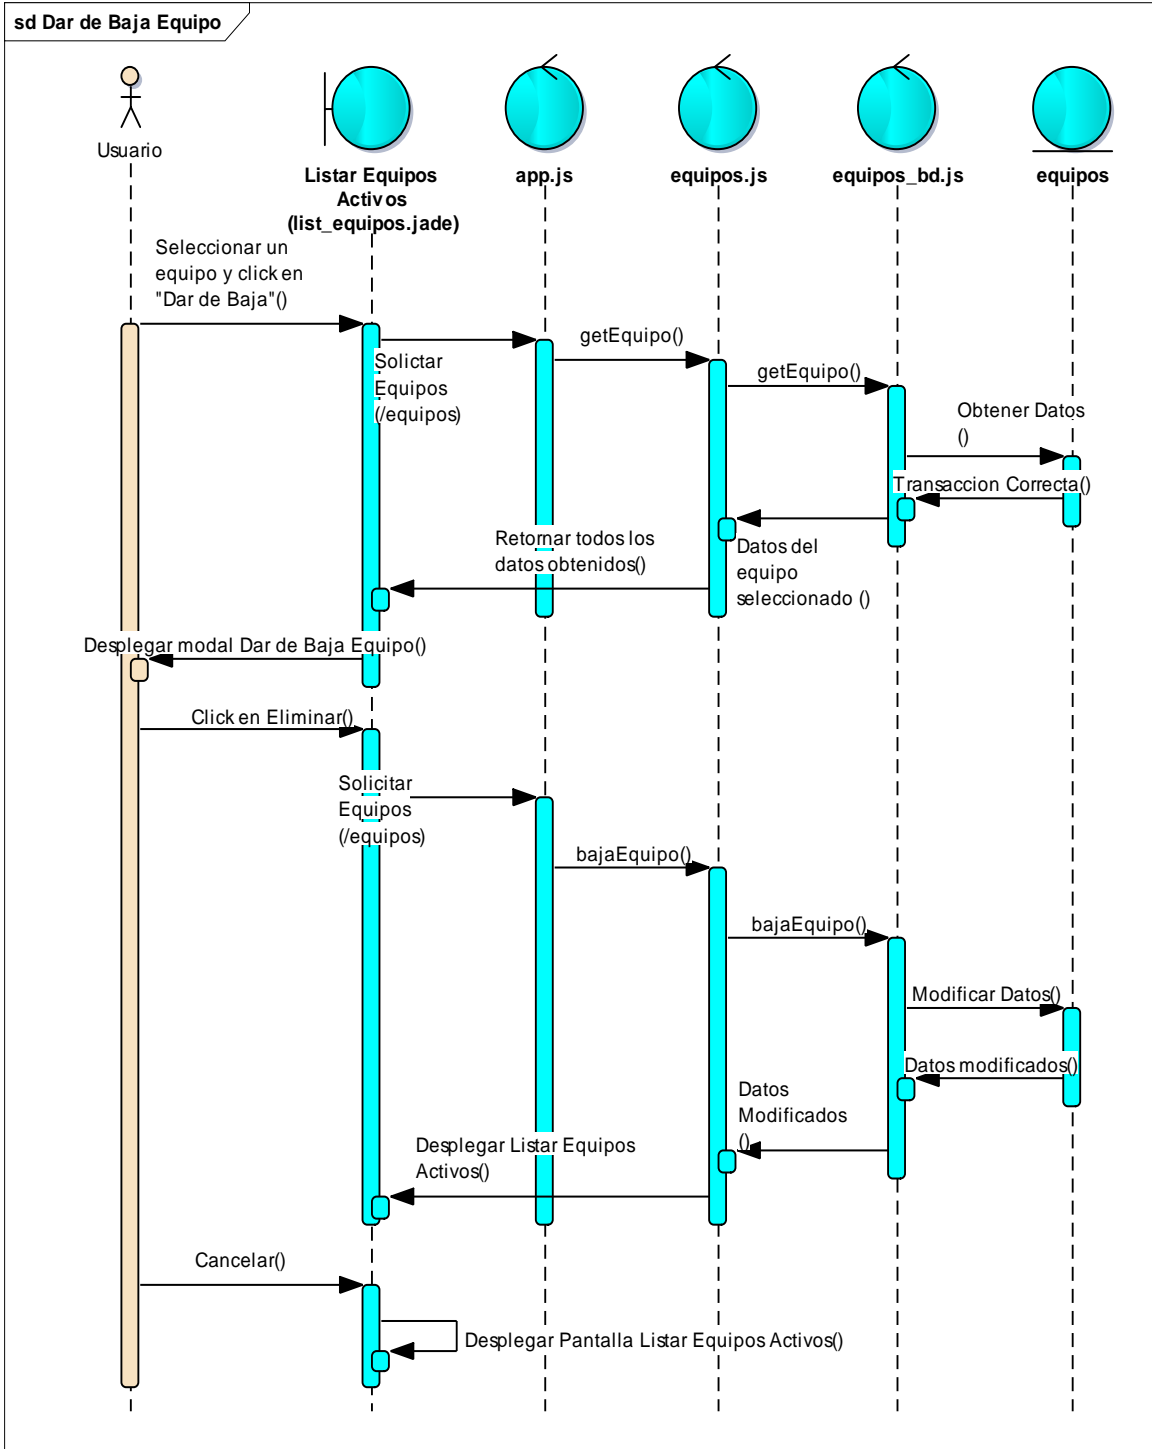 sd Dar de Baja Equipo
Usuario
Listar Equipos
Activos
(list_equipos.jade)
app.js
equipos.js
equipos_bd.js
equipos
Seleccionar un
equipo y click en
"Dar de Baja"()
Solictar
Equipos
(/equipos)
getEquipo()
getEquipo()
Obtener Datos
()
Transaccion Correcta()
Datos del
equipo
seleccionado ()
Retornar todos los
datos obtenidos()
Desplegar modal Dar de Baja Equipo()
Click en Eliminar()
Solicitar
Equipos
(/equipos)
bajaEquipo()
bajaEquipo()
Modificar Datos()
Datos modificados()
Datos
Modificados
()
Desplegar Listar Equipos
Activos()
Cancelar()
Desplegar Pantalla Listar Equipos Activos()